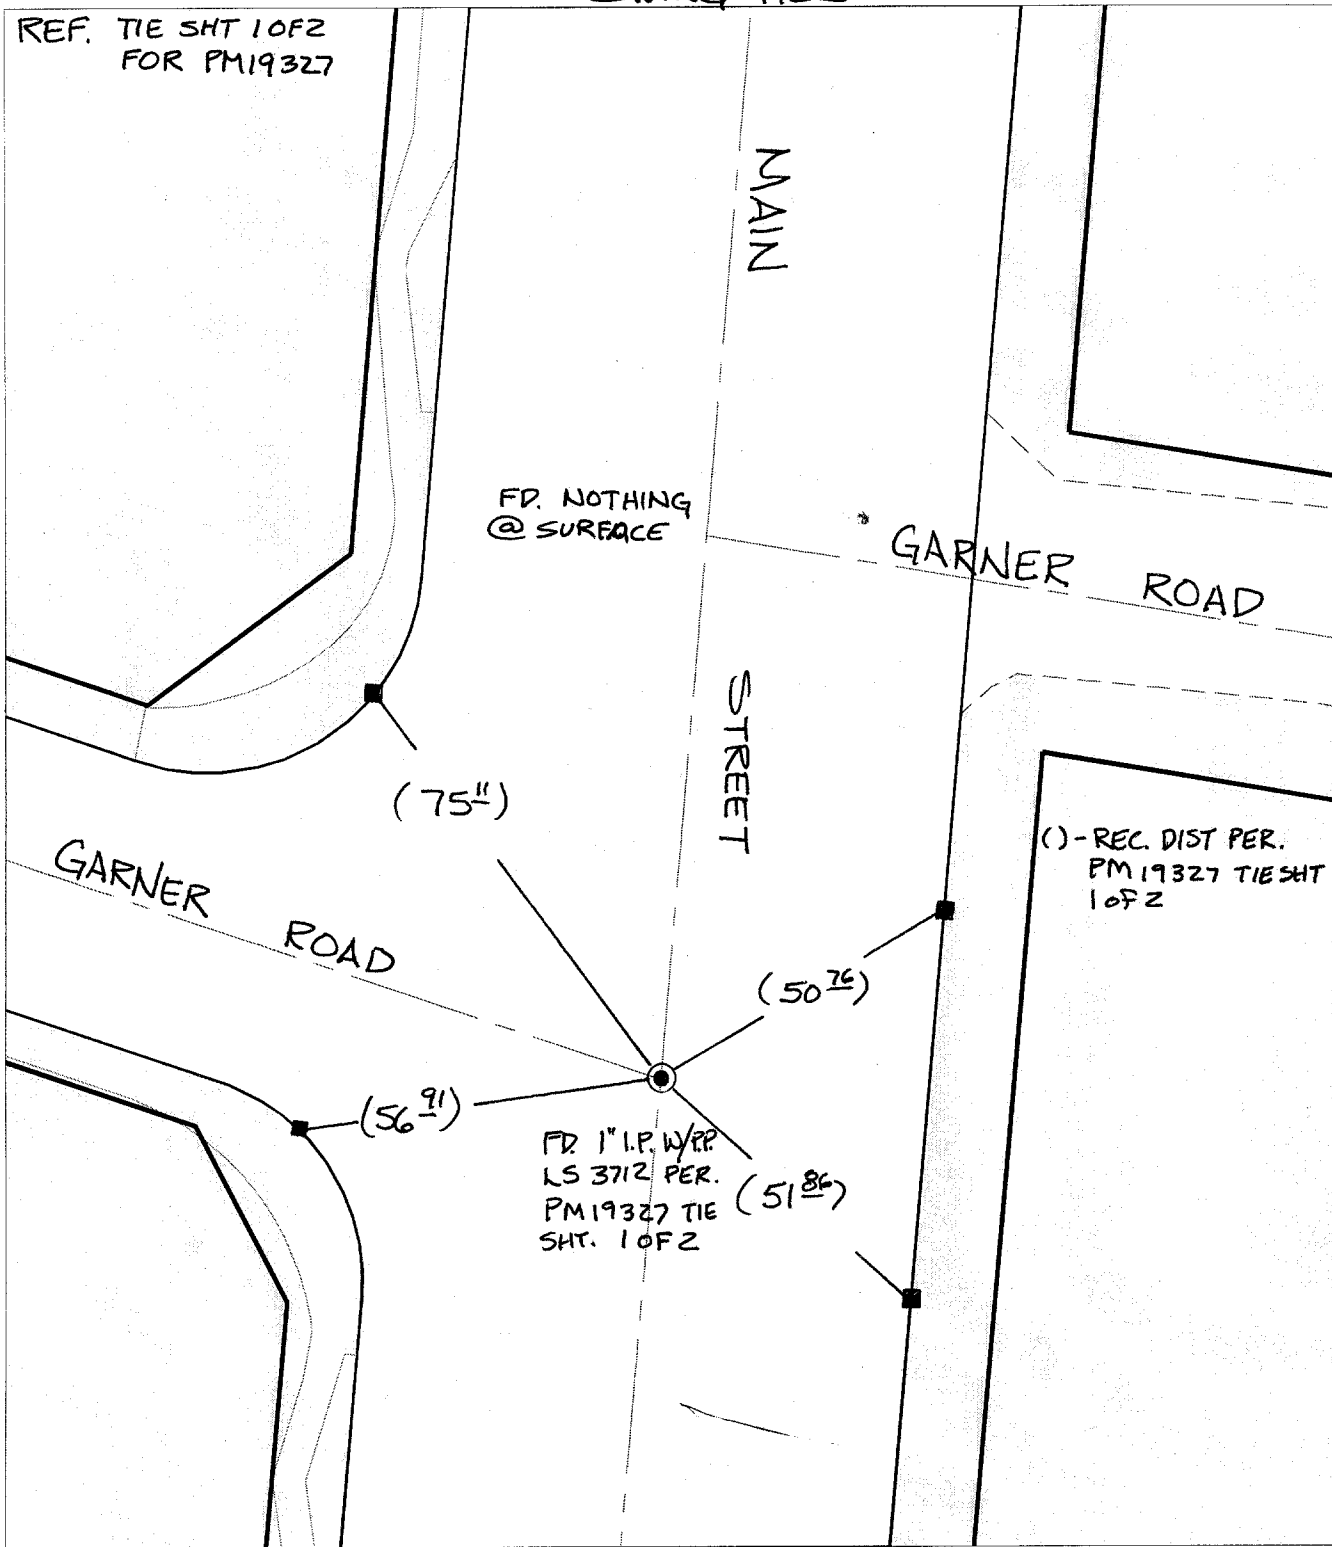 REF. TIE SHT 1 OF 2
FOR PM19327
MAIN
FD. NOTHING
@ SURFACE
GARNER ROAD
STREET
(75 11)
() - REC. DIST PER.
PM 19327 TIE SHT
1 OF 2
GARNER ROAD
(50 76)
(56 91)
FD. 1" I.P. W/P.P.
LS 3712 PER.
PM19327 TIE
SHT. 1 OF 2
(51 86)